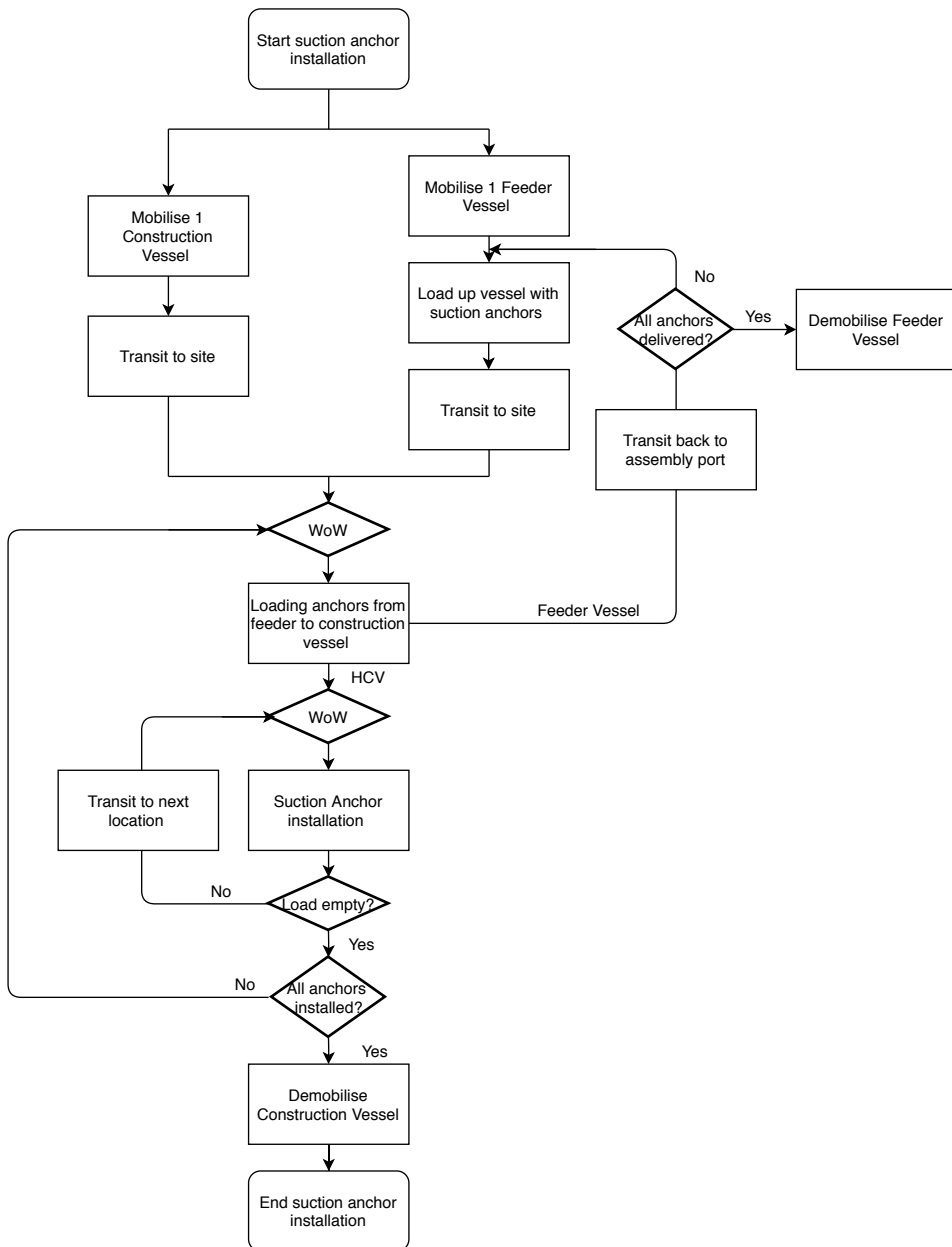 Start suction anchor
installation
Mobilise 1 Feeder
Vessel
Mobilise 1
Construction
Vessel
No
Load up vessel with
suction anchors
All anchors
delivered?
Yes
Demobilise Feeder
Vessel
Transit to site
Transit to site
Transit back to
assembly port
WoW
Loading anchors from
feeder to construction
vessel
Feeder Vessel
HCV
WoW
Transit to next
location
Suction Anchor
installation
No
Load empty?
Yes
No
All anchors
installed?
Yes
Demobilise
Construction Vessel
End suction anchor
installation